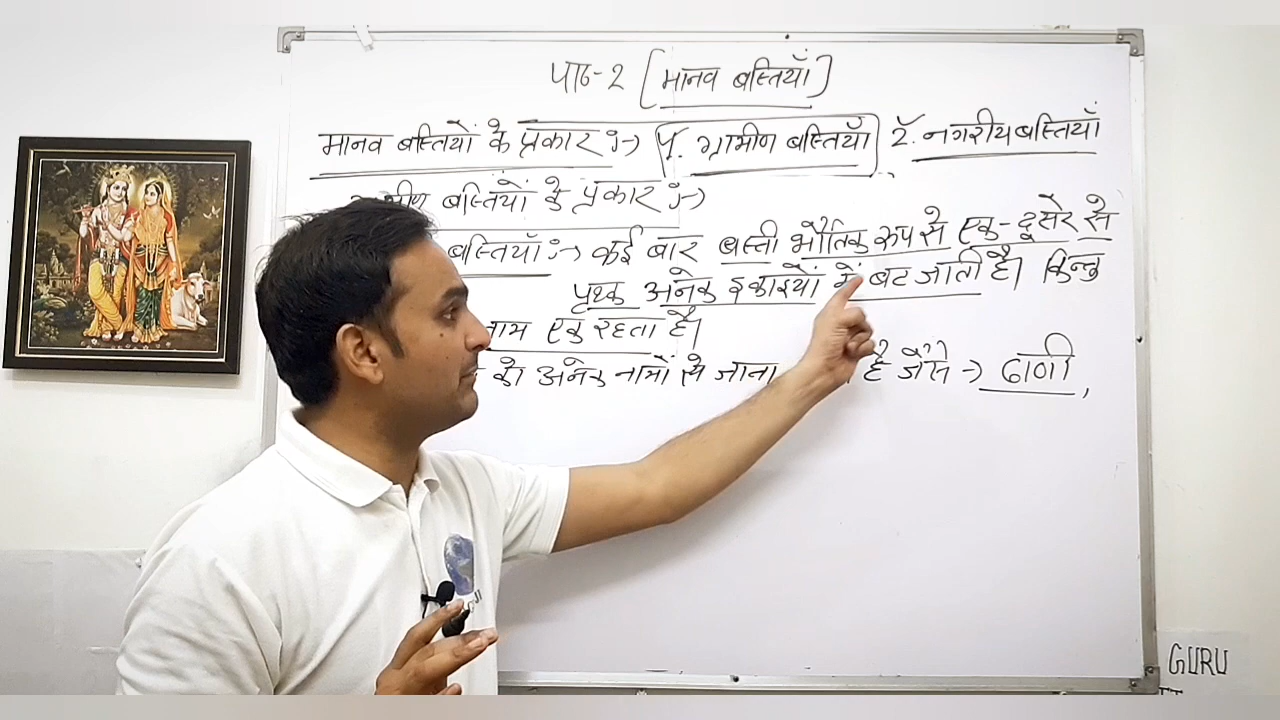 पाठ-2 [मानव बस्तियाँ]
मानव बस्तियों के प्रकार :-> 1. ग्रामीण बस्तियाँ 2. नगरीय बस्तियाँ
बस्तियों के प्रकार :->
बस्तियाँ :-> कई बार बस्ती भौतिक रूप से एक-दूसरे से
पृथक अनेक इकाइयों में बट जाती है। किन्तु
नाम एक रहता है।
को अनेक नामों से जाना है जैसे -> ढाणी,
GURU